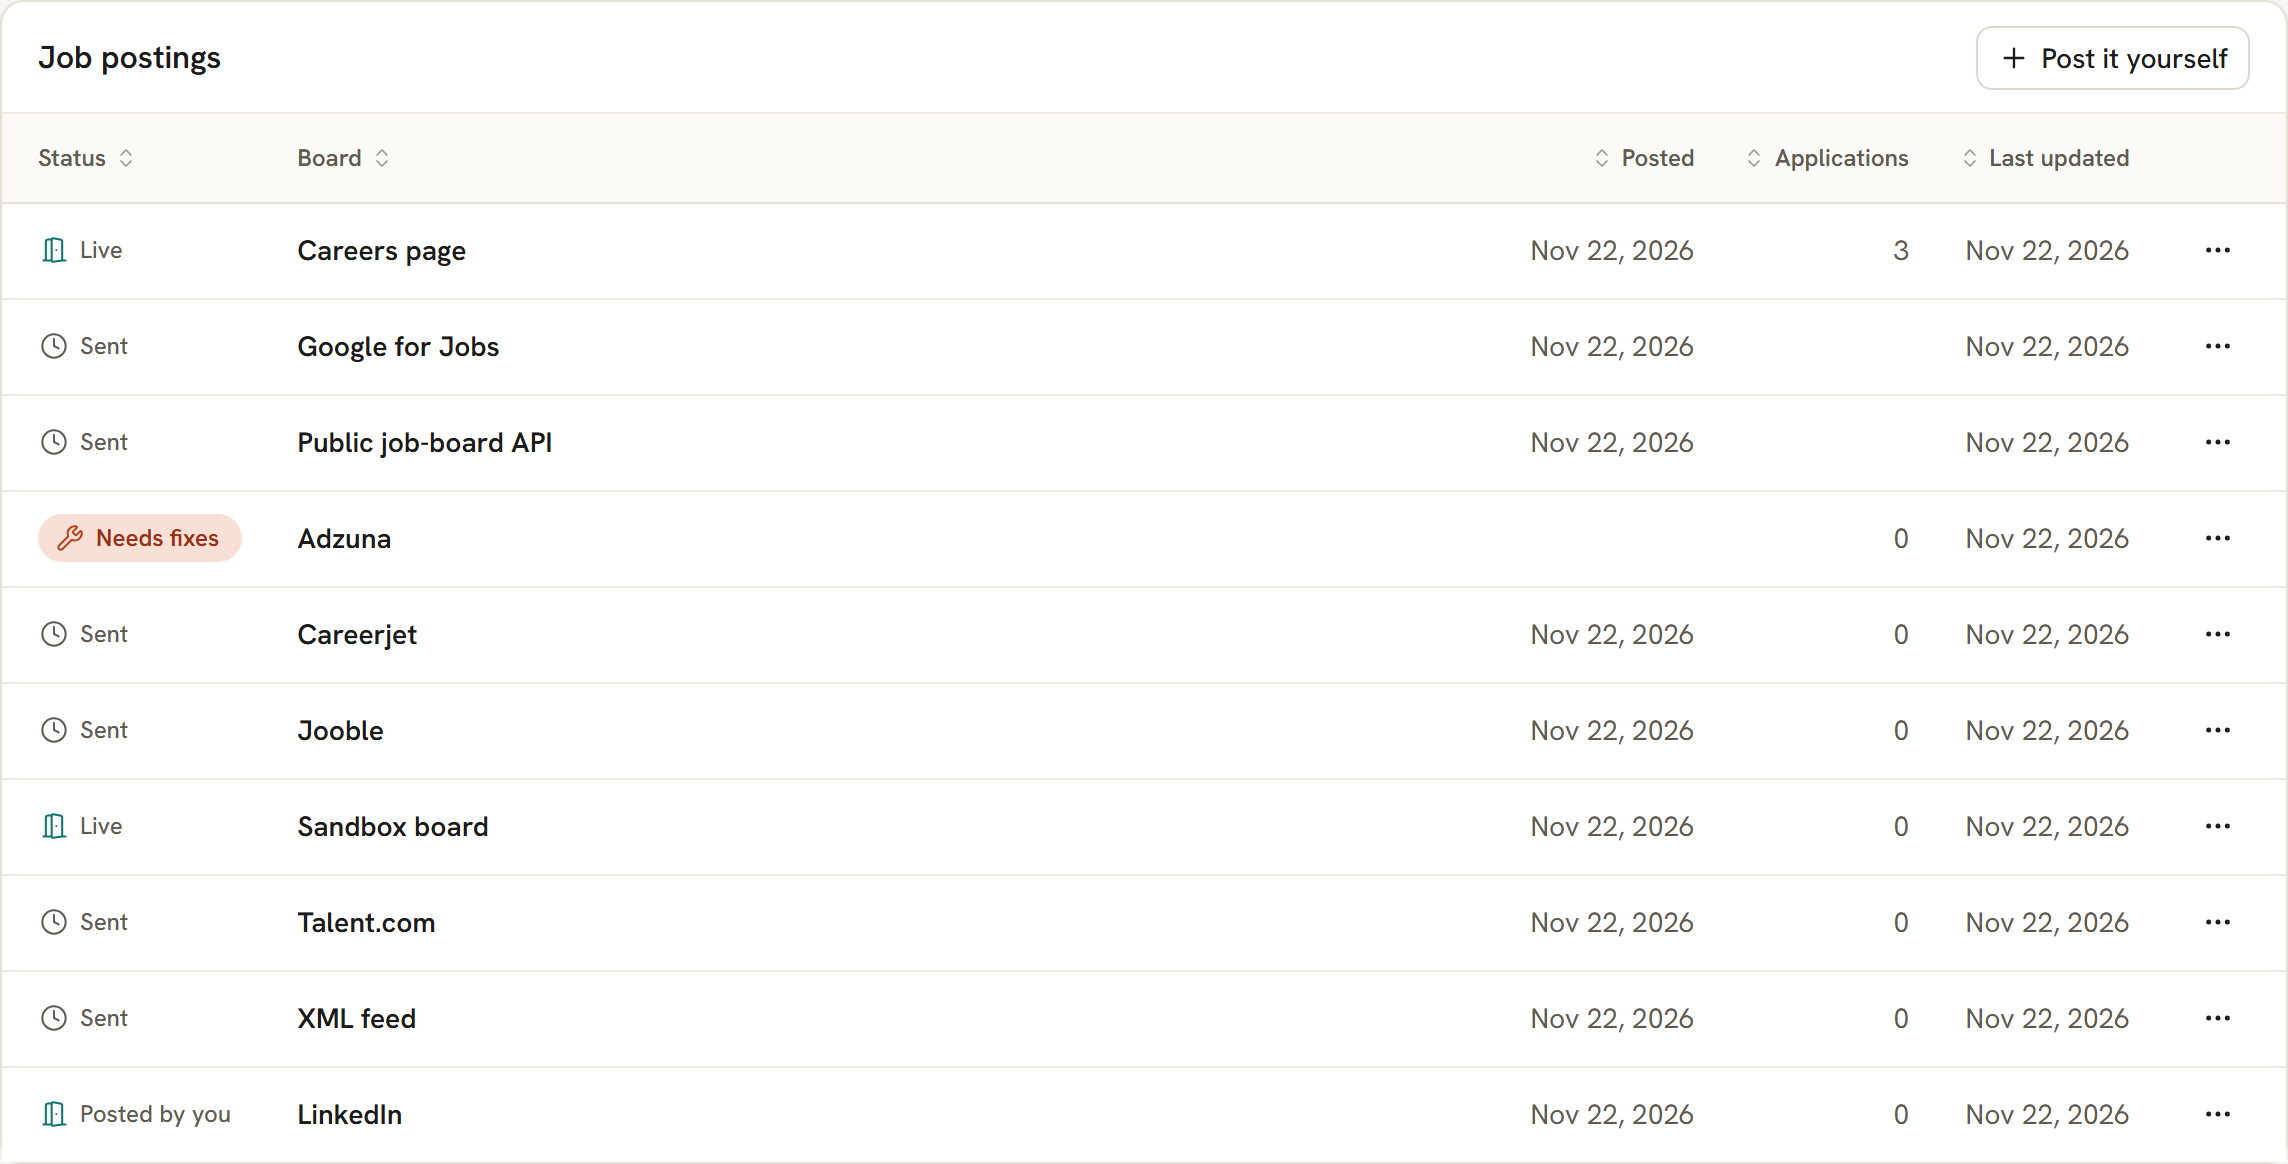 Job postings
Post it yourself
Status Board Posted Applications Last updated
Live Careers page Nov 22, 2026 3 Nov 22, 2026
Sent Google for Jobs Nov 22, 2026 Nov 22, 2026
Sent Public job-board API Nov 22, 2026 Nov 22, 2026
Needs fixes Adzuna 0 Nov 22, 2026
Sent Careerjet Nov 22, 2026 0 Nov 22, 2026
Sent Jooble Nov 22, 2026 0 Nov 22, 2026
Live Sandbox board Nov 22, 2026 0 Nov 22, 2026
Sent Talent.com Nov 22, 2026 0 Nov 22, 2026
Sent XML feed Nov 22, 2026 0 Nov 22, 2026
Posted by you LinkedIn Nov 22, 2026 0 Nov 22, 2026